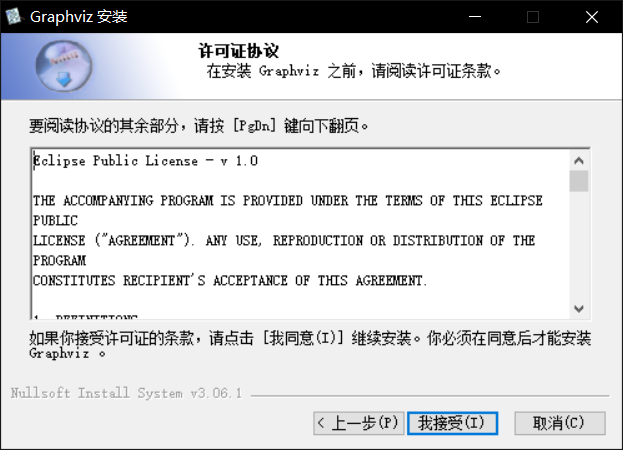 Graphviz 安装
许可证协议
在安装 Graphviz 之前，请阅读许可证条款。
要阅读协议的其余部分，请按 [PgDn] 键向下翻页。
Eclipse Public License - v 1.0
THE ACCOMPANYING PROGRAM IS PROVIDED UNDER THE TERMS OF THIS ECLIPSE
PUBLIC
LICENSE ("AGREEMENT"). ANY USE, REPRODUCTION OR DISTRIBUTION OF THE
PROGRAM
CONSTITUTES RECIPIENT'S ACCEPTANCE OF THIS AGREEMENT.
1. DEFINITIONS
如果你接受许可证的条款，请点击 [我同意(I)] 继续安装。你必须在同意后才能安装
Graphviz 。
Nullsoft Install System v3.06.1
< 上一步(P) 我接受(I) 取消(C)